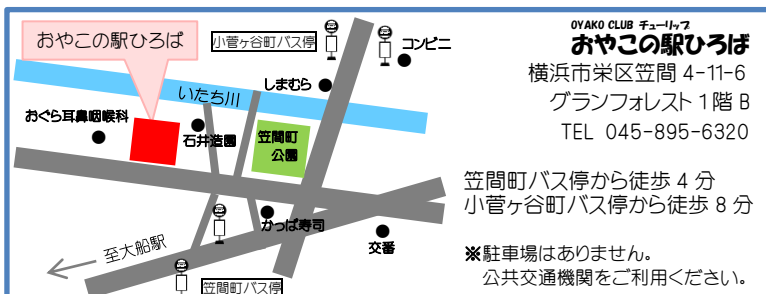 おやこの駅ひろば
小菅ヶ谷町バス停
コンビニ
しまむら
いたち川
おぐら耳鼻咽喉科
石井造園
笠間町
公園
かっぱ寿司
交番
至大船駅
笠間町バス停
OYAKO CLUB チューリップ
おやこの駅ひろば
横浜市栄区笠間 4-11-6
グランフォレスト 1 階 B
TEL 045-895-6320
笠間町バス停から徒歩 4 分
小菅ヶ谷町バス停から徒歩 8 分
※駐車場はありません。
公共交通機関をご利用ください。